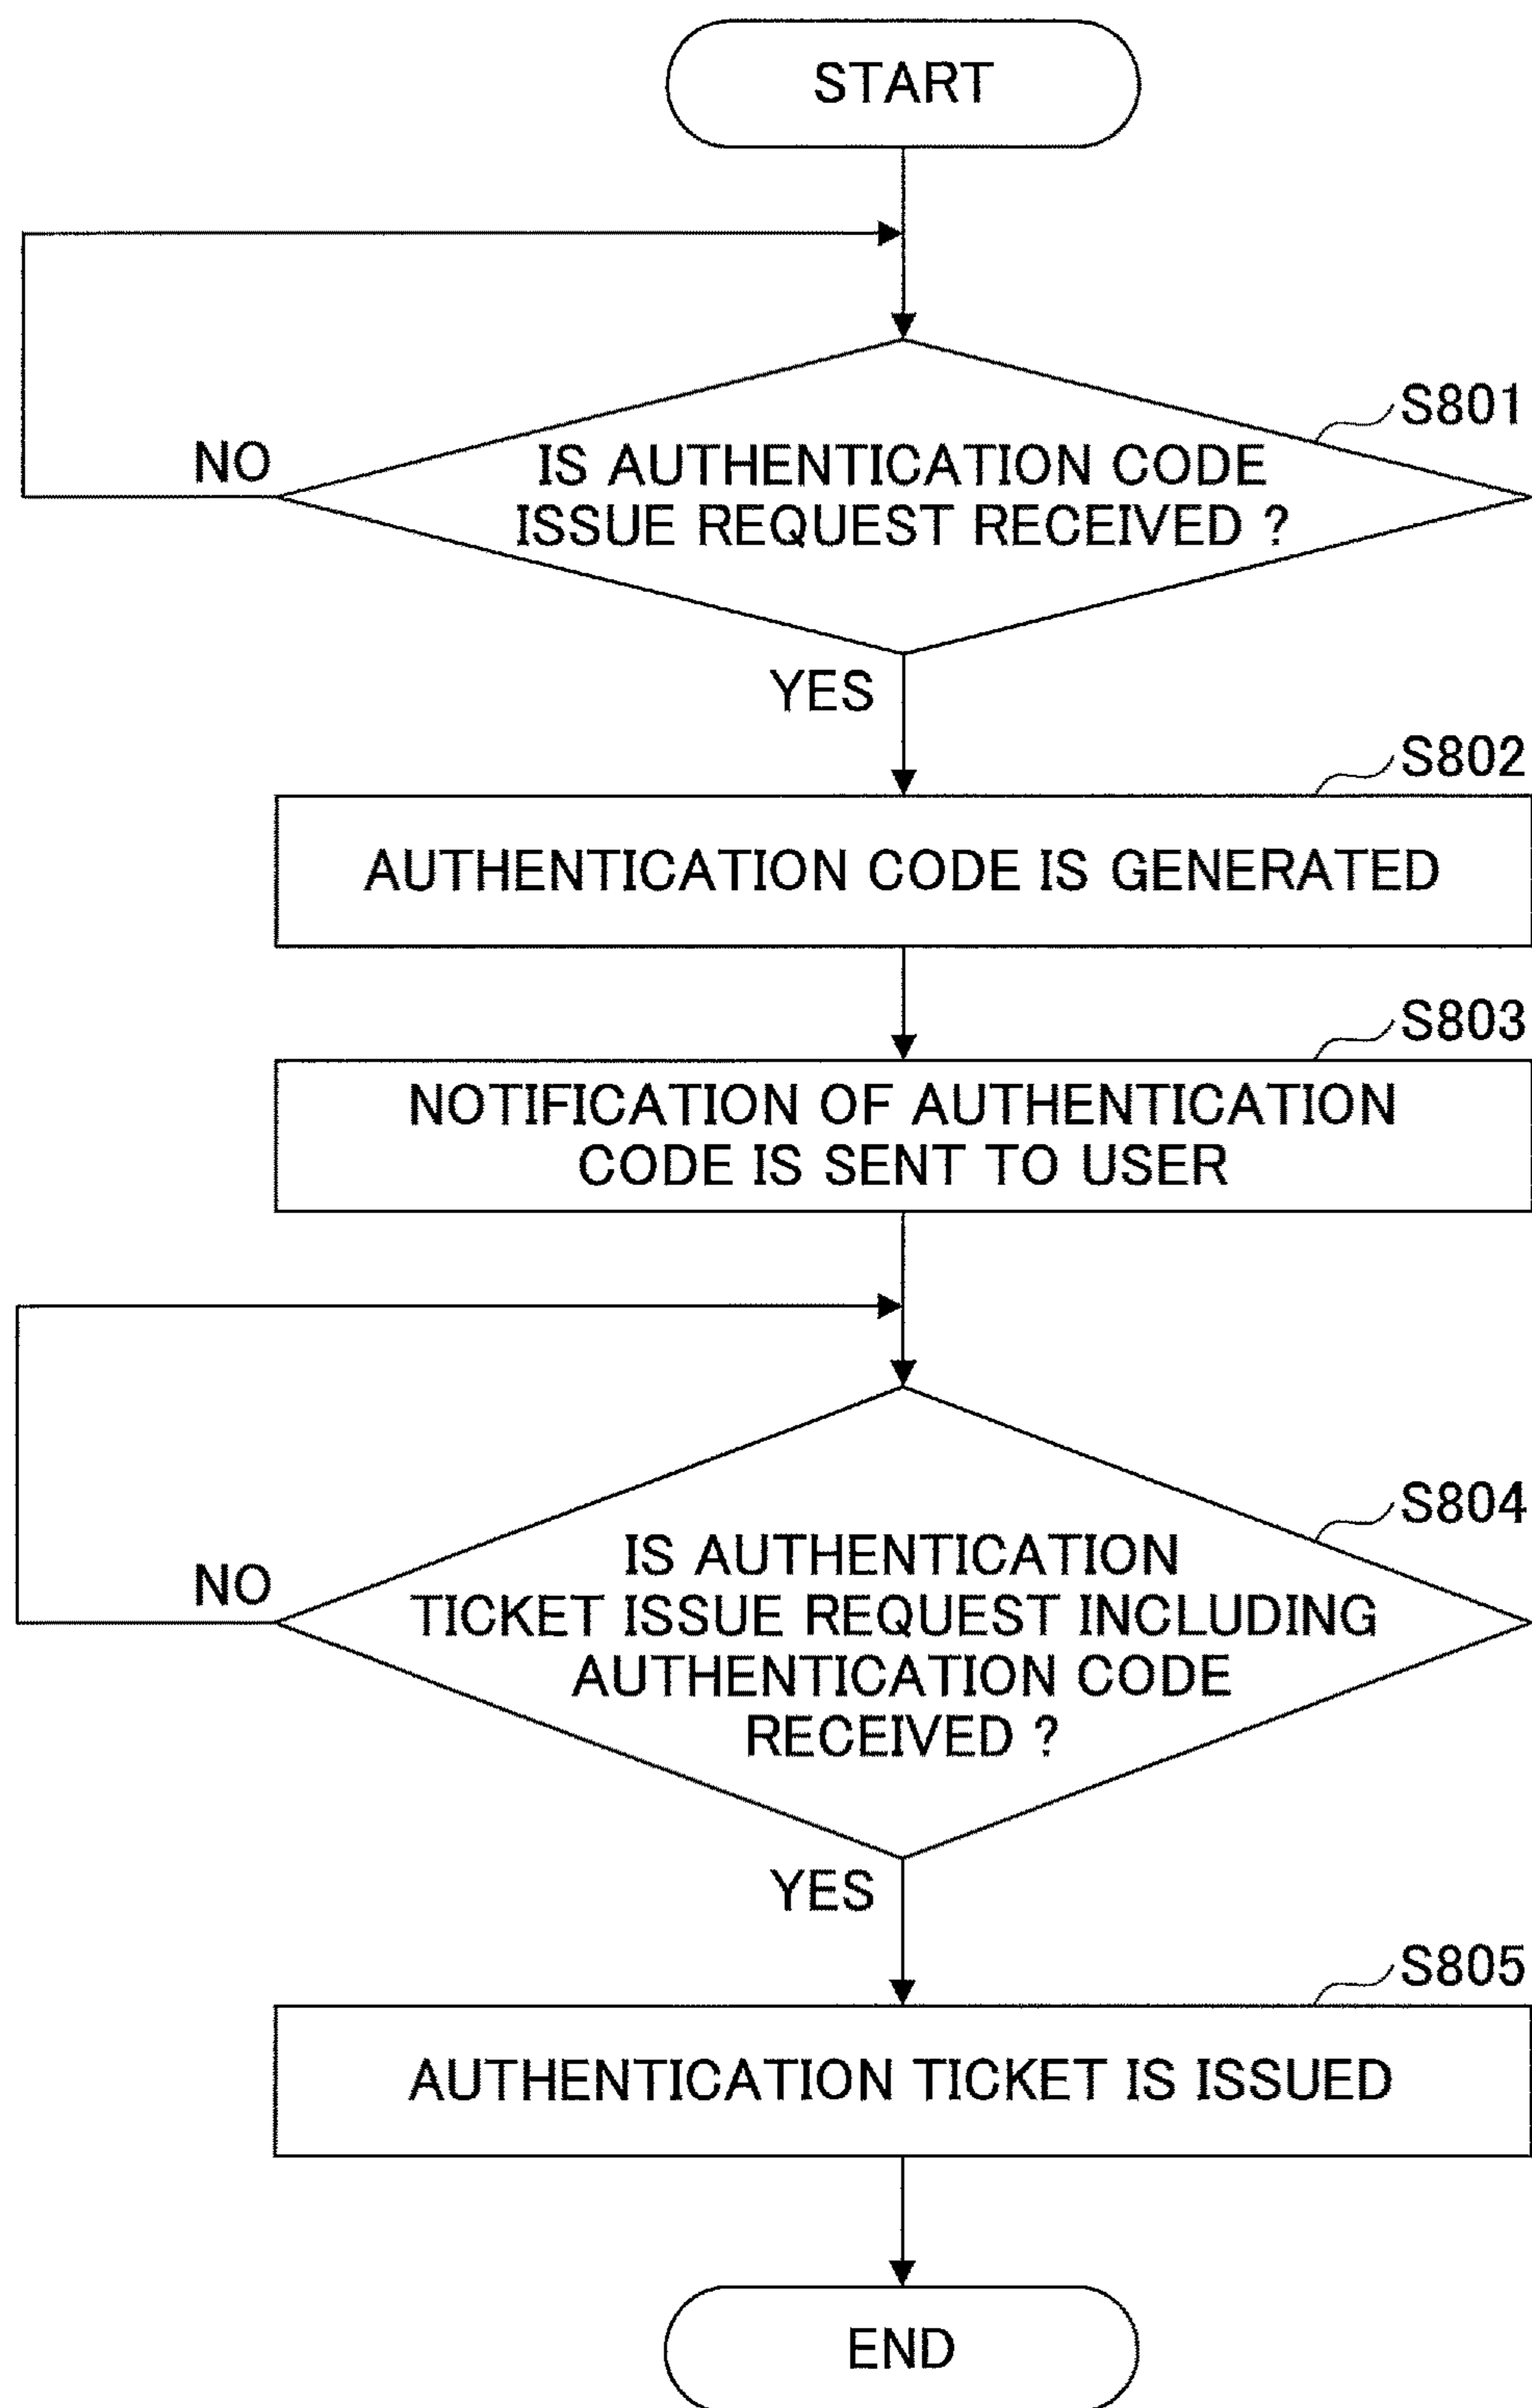 START
S801
NO
IS AUTHENTICATION CODE
ISSUE REQUEST RECEIVED ?
YES
S802
AUTHENTICATION CODE IS GENERATED
S803
NOTIFICATION OF AUTHENTICATION
CODE IS SENT TO USER
S804
NO
IS AUTHENTICATION
TICKET ISSUE REQUEST INCLUDING
AUTHENTICATION CODE
RECEIVED ?
YES
S805
AUTHENTICATION TICKET IS ISSUED
END